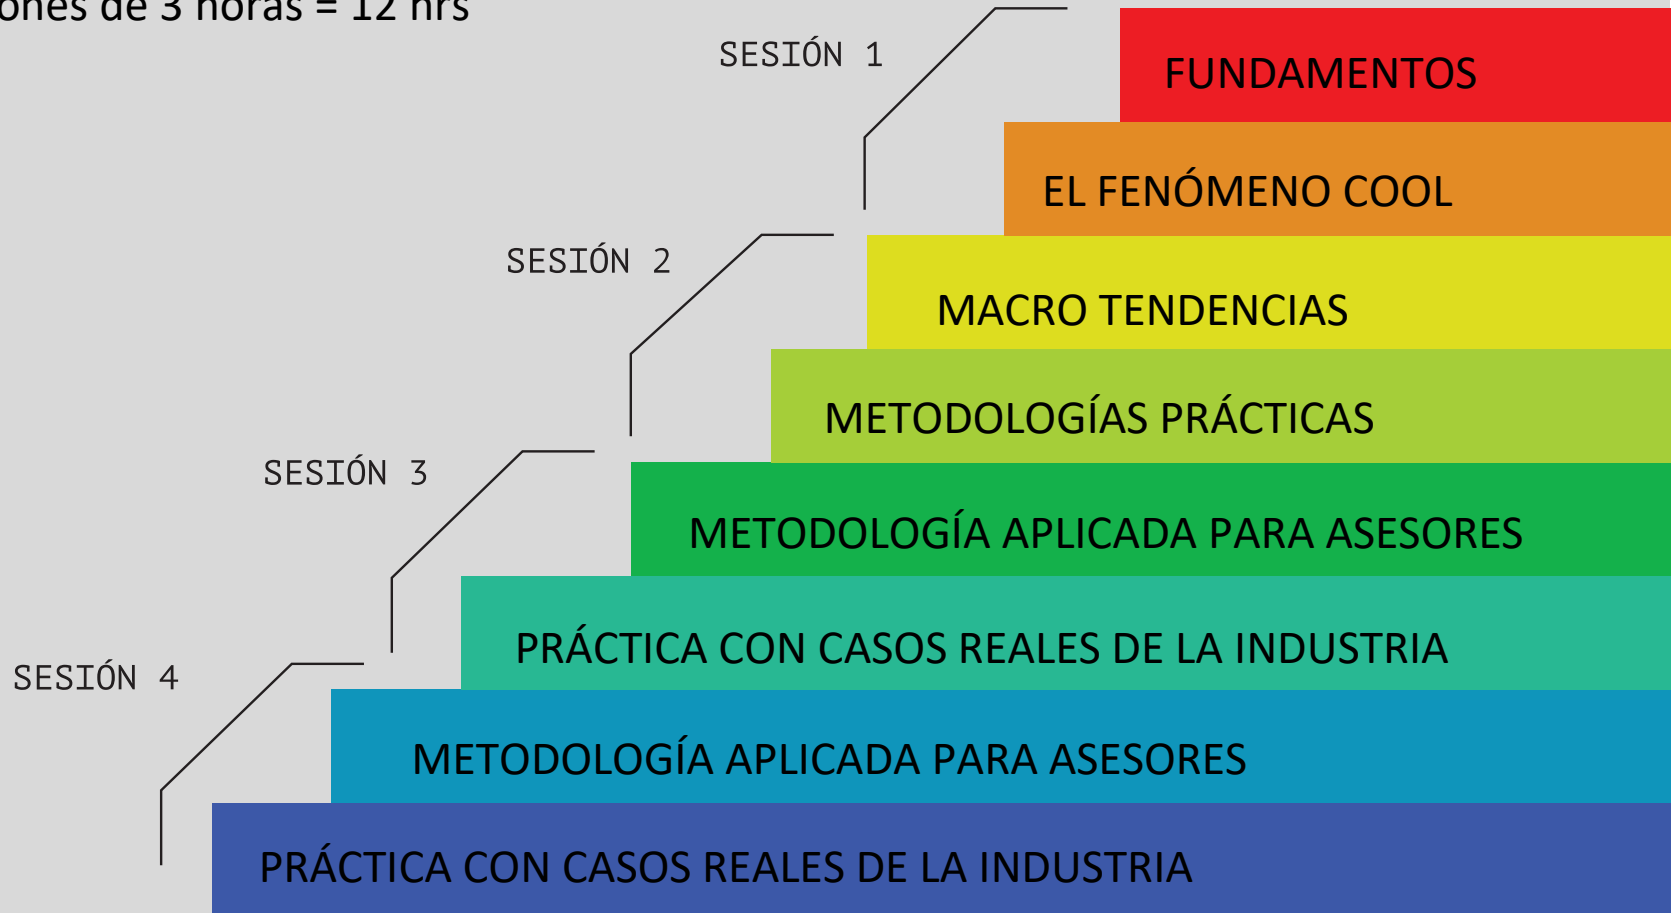 ones de 3 horas = 12 hrs
SESIÓN 1
FUNDAMENTOS
EL FENÓMENO COOL
SESIÓN 2
MACRO TENDENCIAS
METODOLOGÍAS PRÁCTICAS
SESIÓN 3
METODOLOGÍA APLICADA PARA ASESORES
PRÁCTICA CON CASOS REALES DE LA INDUSTRIA
SESIÓN 4
METODOLOGÍA APLICADA PARA ASESORES
PRÁCTICA CON CASOS REALES DE LA INDUSTRIA